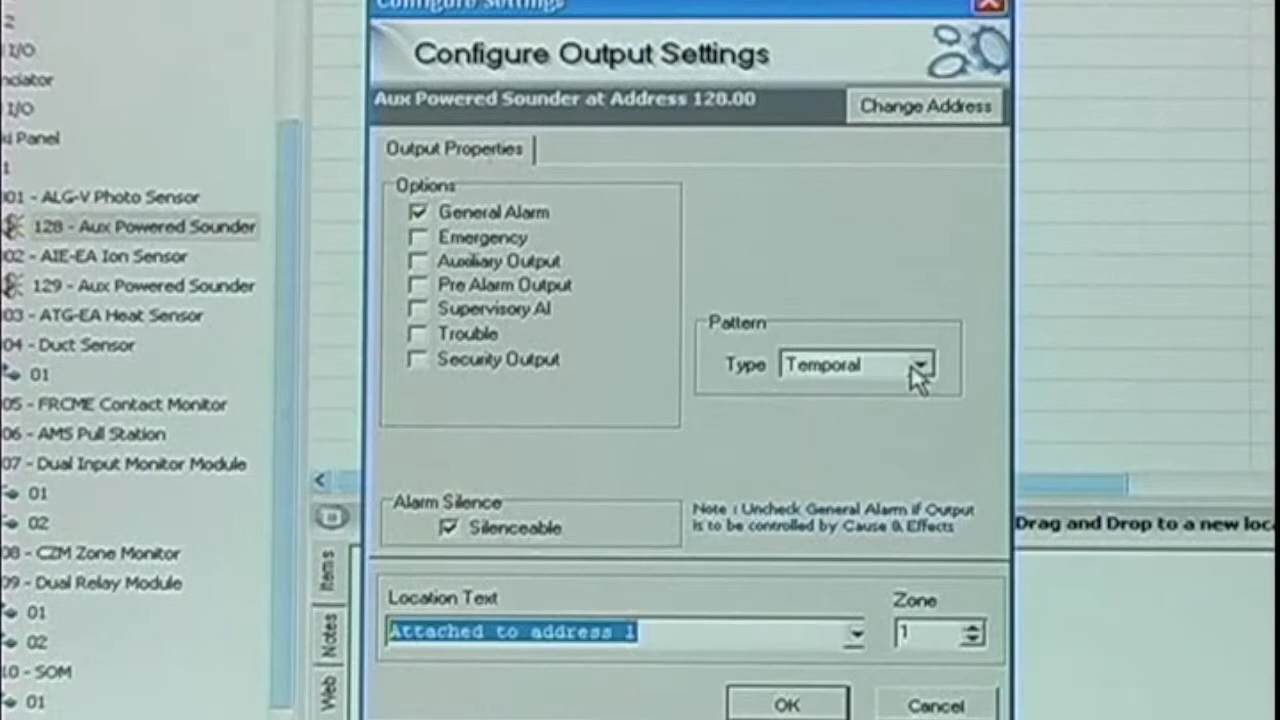 Configure Settings
Configure Output Settings
Aux Powered Sounder at Address 128.00
Change Address
Output Properties
Options
General Alarm
Emergency
Auxiliary Output
Pre Alarm Output
Supervisory AI
Trouble
Security Output
Pattern
Type
Temporal
Alarm Silence
Silenceable
Note : Uncheck General Alarm if Output
is to be controlled by Cause & Effects
Location Text
Attached to address 1
Zone
1
OK
Cancel
2
I/O
I/O
Panel
1
01 - ALG-V Photo Sensor
128 - Aux Powered Sounder
02 - AIE-EA Ion Sensor
129 - Aux Powered Sounder
03 - ATG-EA Heat Sensor
04 - Duct Sensor
01
05 - FRCME Contact Monitor
06 - AMS Pull Station
07 - Dual Input Monitor Module
01
02
08 - CZM Zone Monitor
09 - Dual Relay Module
01
02
10 - SOM
01
Items
Notes
Web
Drag and Drop to a new